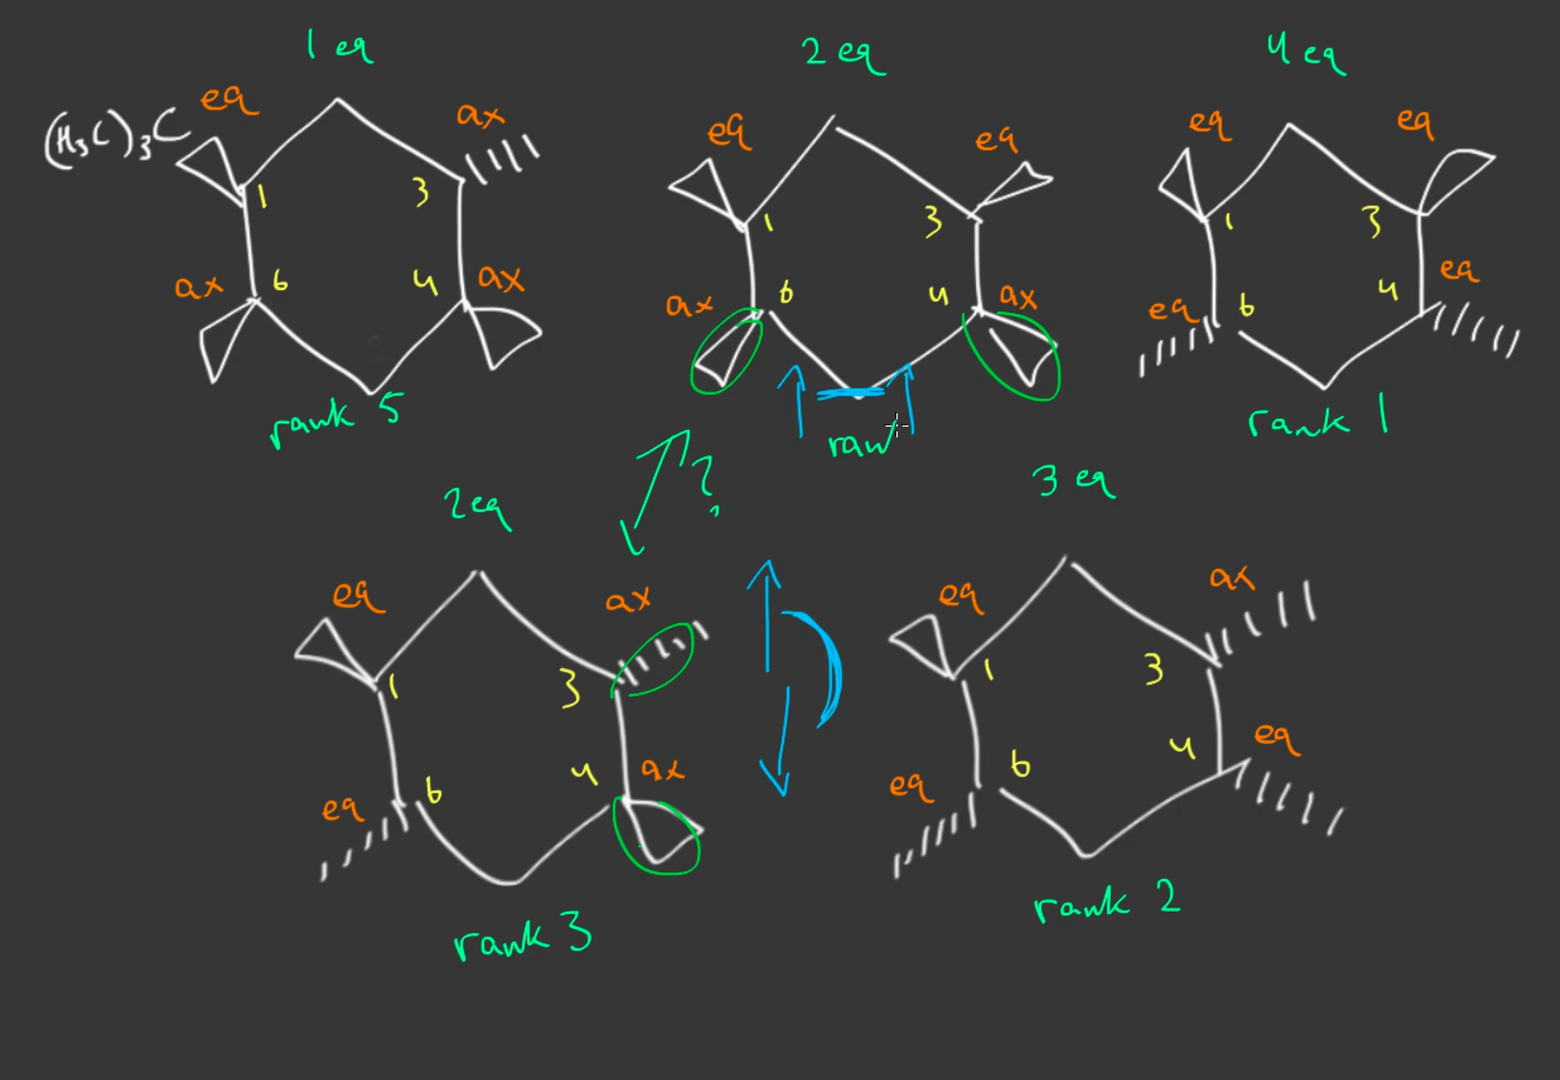 1 eq
eq
ax
(H3C)3C
1
3
ax
6
4
ax
rank 5
2 eq
eq
eq
1
3
ax
6
4
ax
4 eq
eq
eq
1
3
eq
eq
6
4
rank 1
?
2eq
eq
ax
1
3
eq
6
4
ax
rank 3
3 eq
eq
ax
1
3
eq
6
4
eq
rank 2